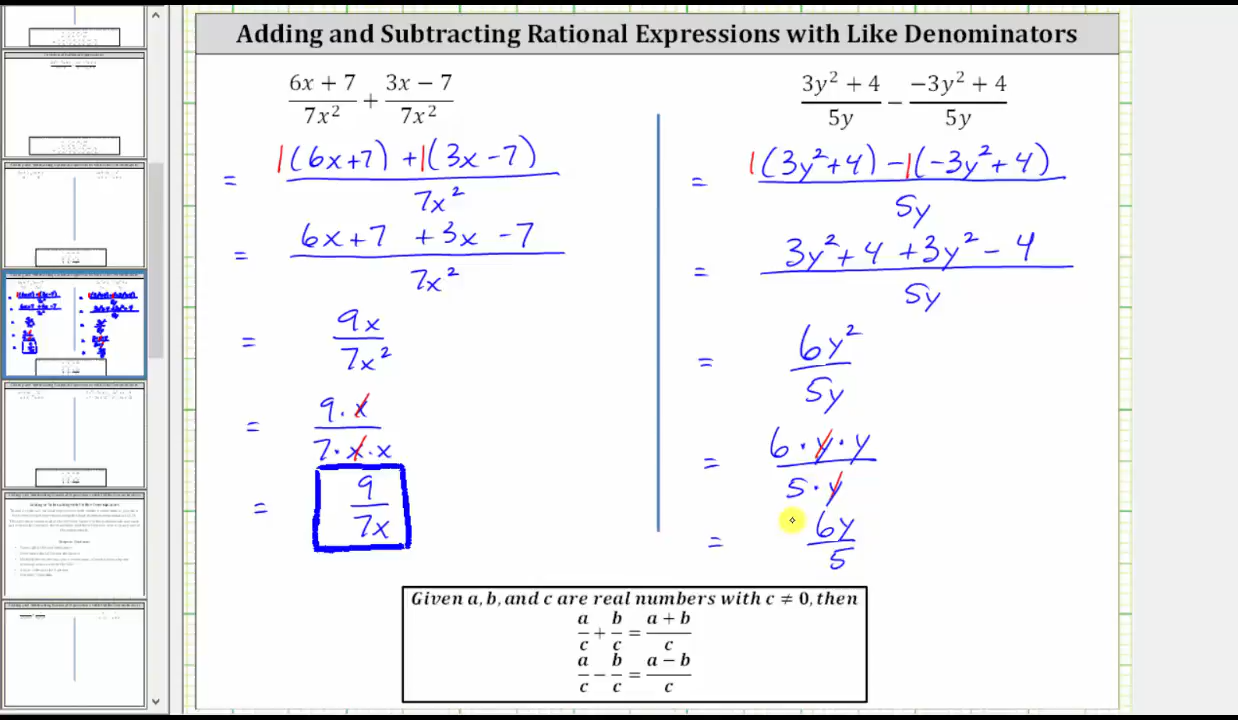 Adding and Subtracting Rational Expressions with Like Denominators
6x + 7 / 7x² + 3x − 7 / 7x²
= 1(6x+7) + 1(3x −7) / 7x²
= 6x+7 +3x −7 / 7x²
= 9x / 7x²
= 9 · x / 7 · x · x
= 9 / 7x
3y² + 4 / 5y − −3y² + 4 / 5y
= 1(3y²+4) −1(−3y²+4) / 5y
= 3y²+4 +3y² − 4 / 5y
= 6y² / 5y
= 6 · y · y / 5 · y
= 6y / 5
Given a, b, and c are real numbers with c ≠ 0, then
a/c + b/c = a + b / c
a/c − b/c = a − b / c